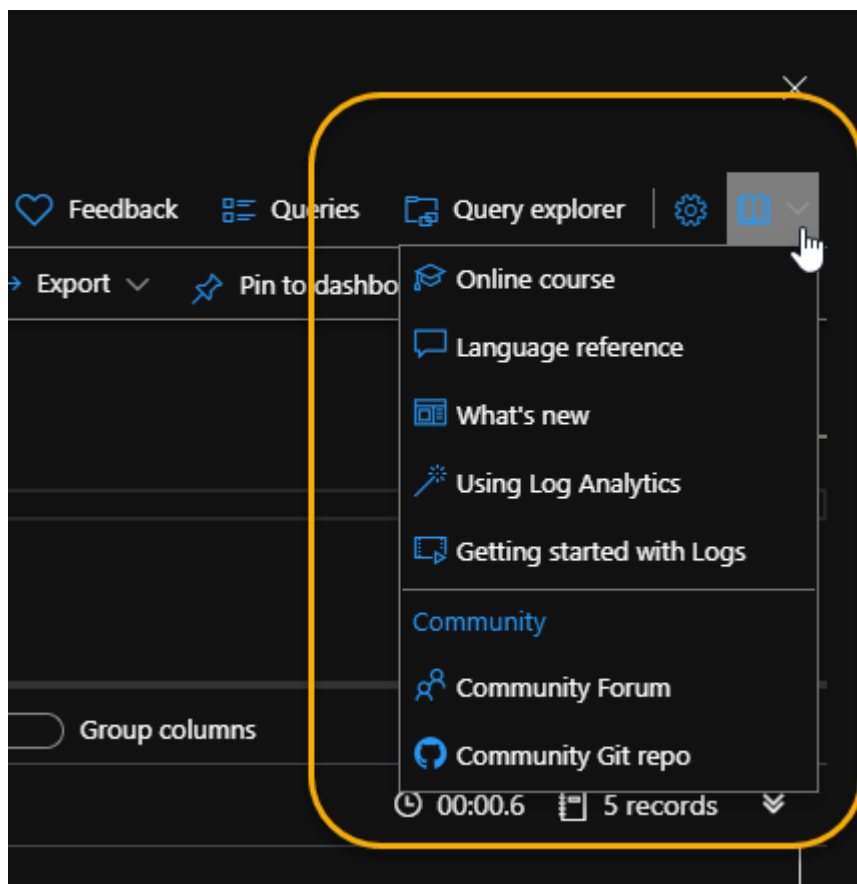 Feedback Queries Query explorer
Export Pin to dashbo
Online course
Language reference
What's new
Using Log Analytics
Getting started with Logs
Community
Community Forum
Group columns
Community Git repo
00:00.6 5 records